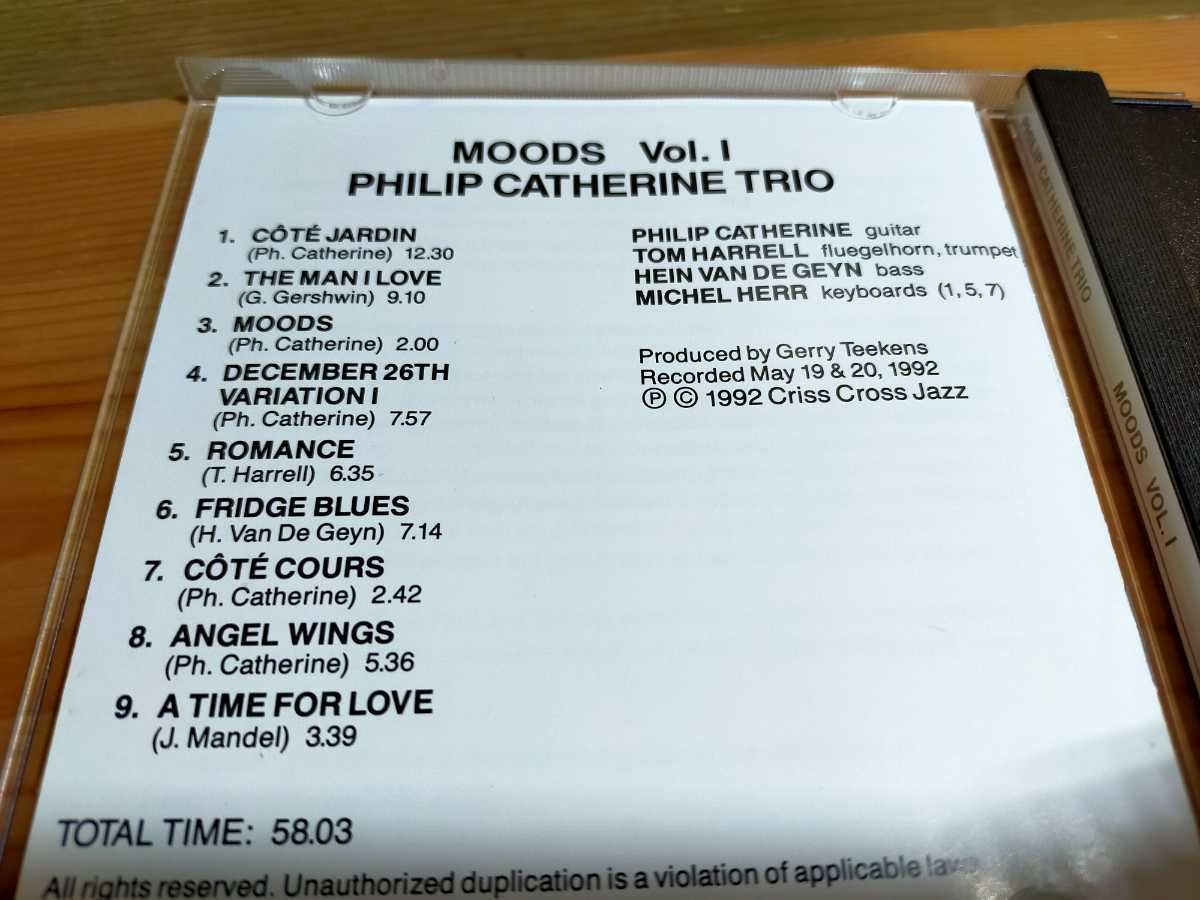 MOODS Vol. I
PHILIP CATHERINE TRIO
1. CÔTÉ JARDIN
(Ph. Catherine) 12.30
2. THE MAN I LOVE
(G. Gershwin) 9.10
3. MOODS
(Ph. Catherine) 2.00
4. DECEMBER 26TH
VARIATION I
(Ph. Catherine) 7.57
5. ROMANCE
(T. Harrell) 6.35
6. FRIDGE BLUES
(H. Van De Geyn) 7.14
7. CÔTÉ COURS
(Ph. Catherine) 2.42
8. ANGEL WINGS
(Ph. Catherine) 5.36
9. A TIME FOR LOVE
(J. Mandel) 3.39
PHILIP CATHERINE guitar
TOM HARRELL fluegelhorn, trumpet
HEIN VAN DE GEYN bass
MICHEL HERR keyboards (1, 5, 7)
Produced by Gerry Teekens
Recorded May 19 & 20, 1992
℗ © 1992 Criss Cross Jazz
TOTAL TIME: 58.03
All rights reserved. Unauthorized duplication is a violation of applicable
PHILIP CATHERINE TRIO MOODS VOL. I